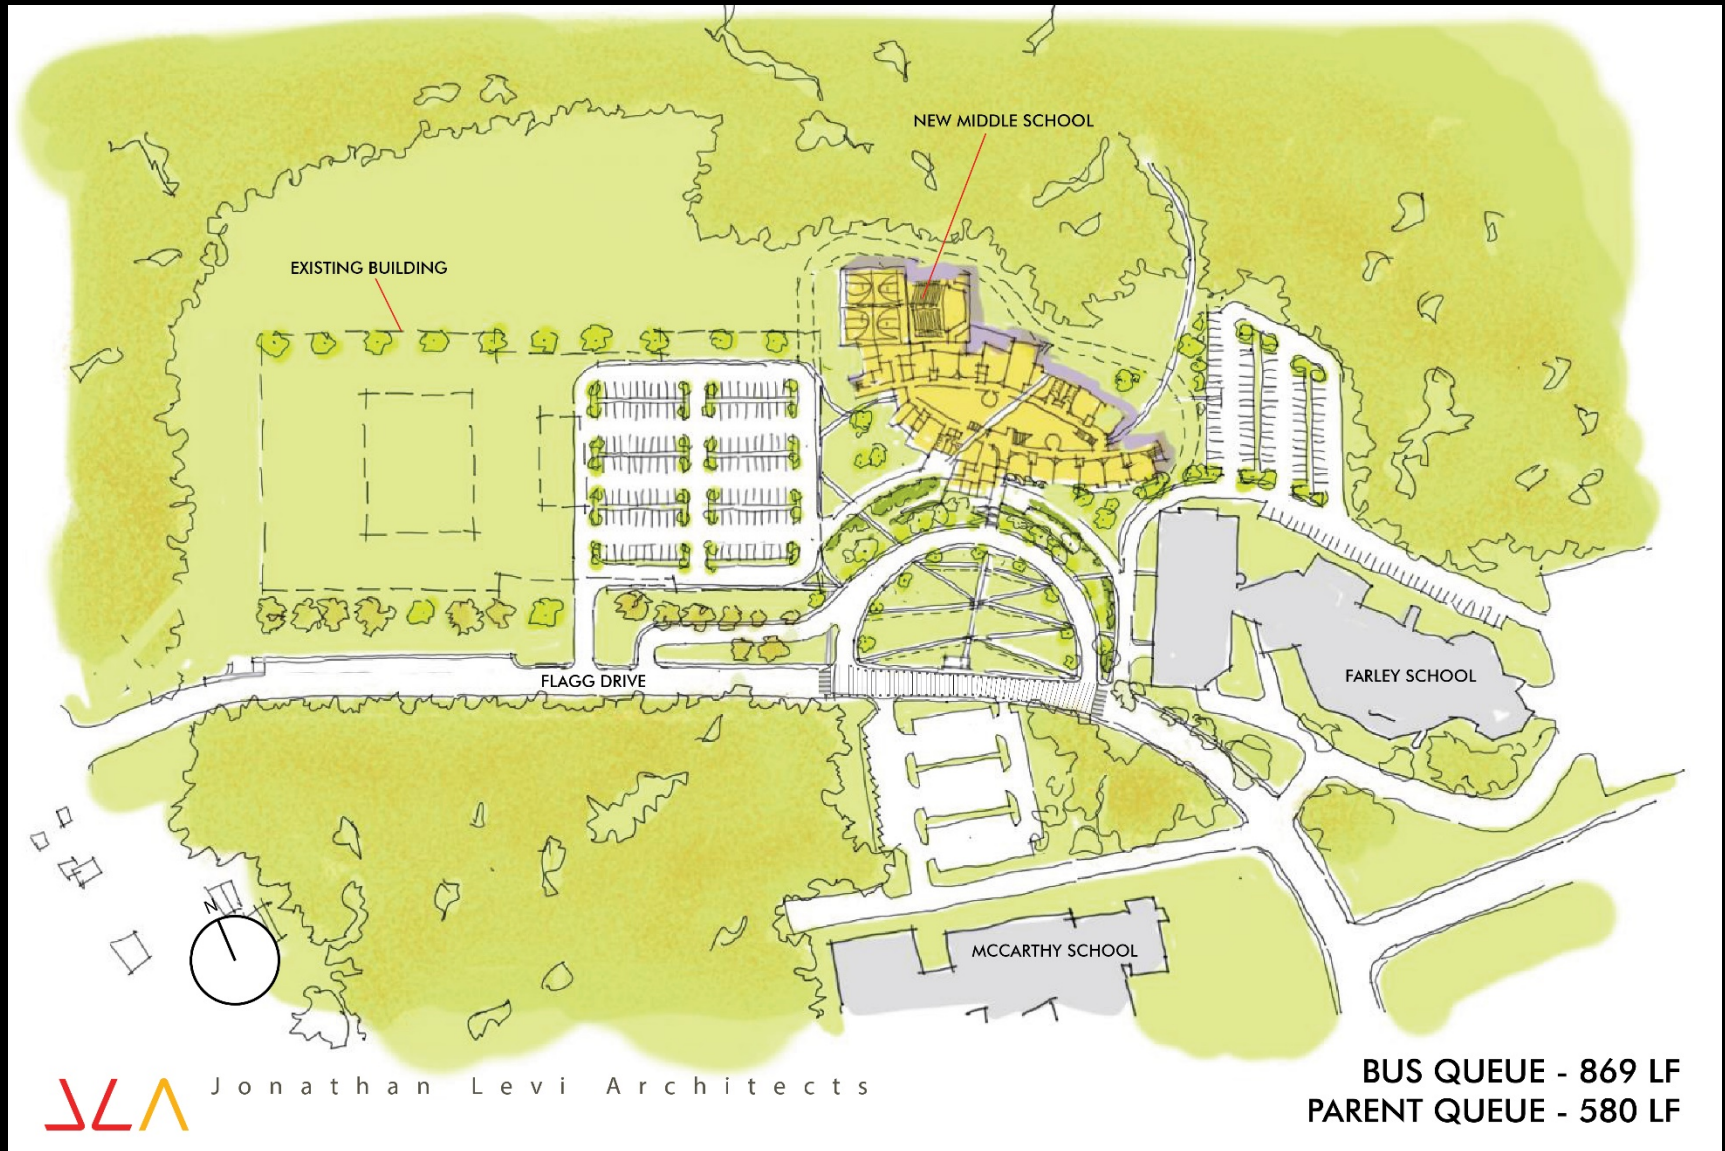 NEW MIDDLE SCHOOL
EXISTING BUILDING
FLAGG DRIVE
FARLEY SCHOOL
N
MCCARTHY SCHOOL
JLA Jonathan Levi Architects
BUS QUEUE - 869 LF
PARENT QUEUE - 580 LF